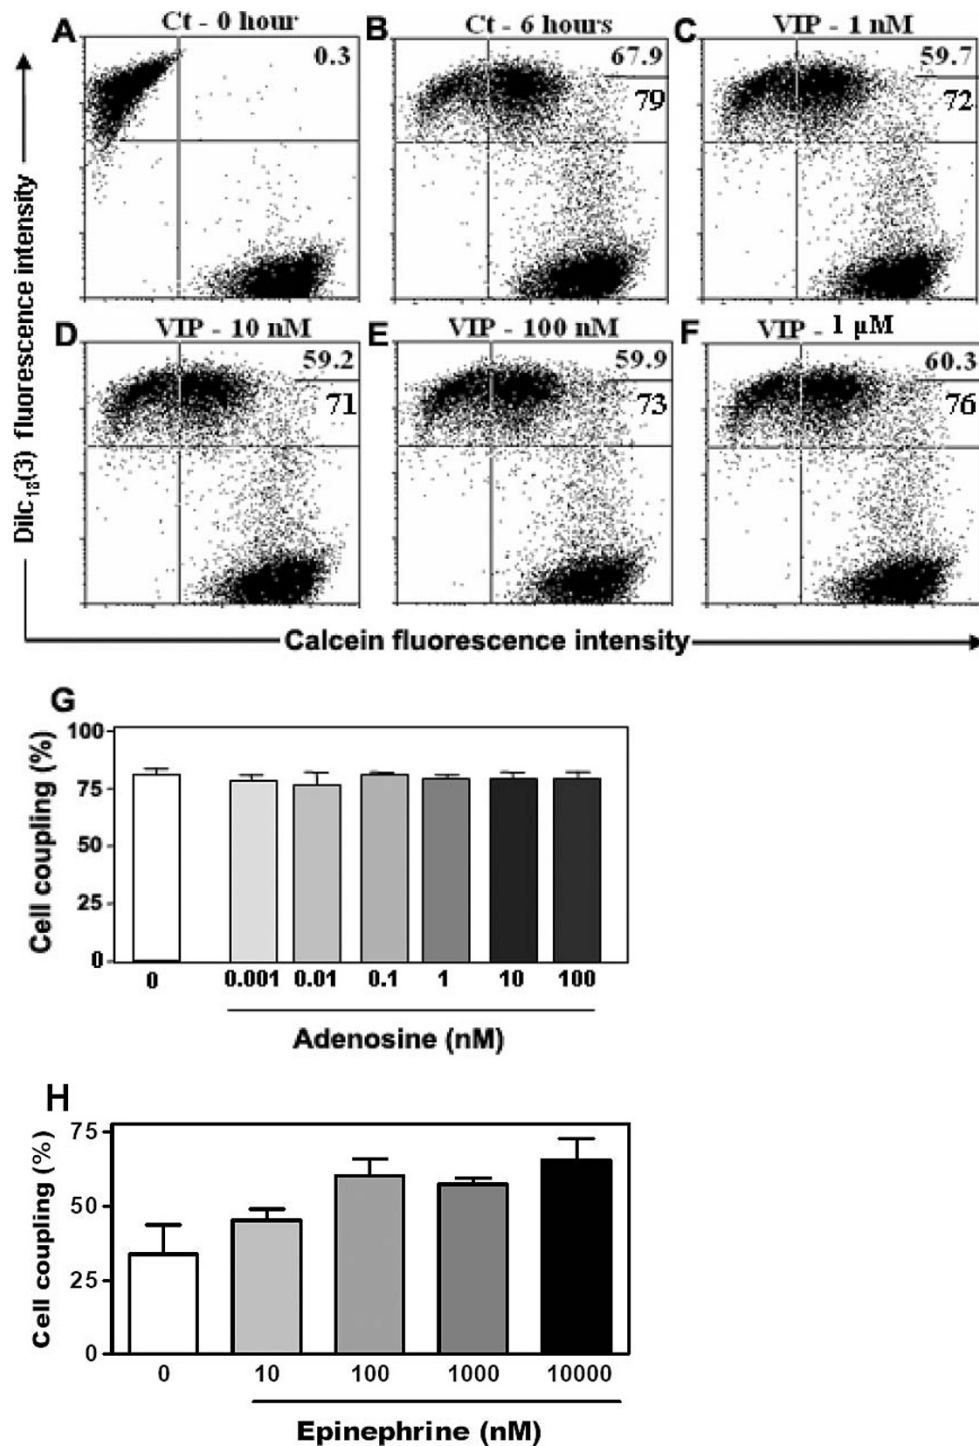 A Ct - 0 hour
0.3
B Ct - 6 hours
67.9
79
C VIP - 1 nM
59.7
72
D VIP - 10 nM
59.2
71
E VIP - 100 nM
59.9
73
F VIP - 1 µM
60.3
76
Dilc18(3) fluorescence intensity
Calcein fluorescence intensity
G
Cell coupling (%)
100
75
50
25
0
0 0.001 0.01 0.1 1 10 100
Adenosine (nM)
H
Cell coupling (%)
75
50
25
0
0 10 100 1000 10000
Epinephrine (nM)